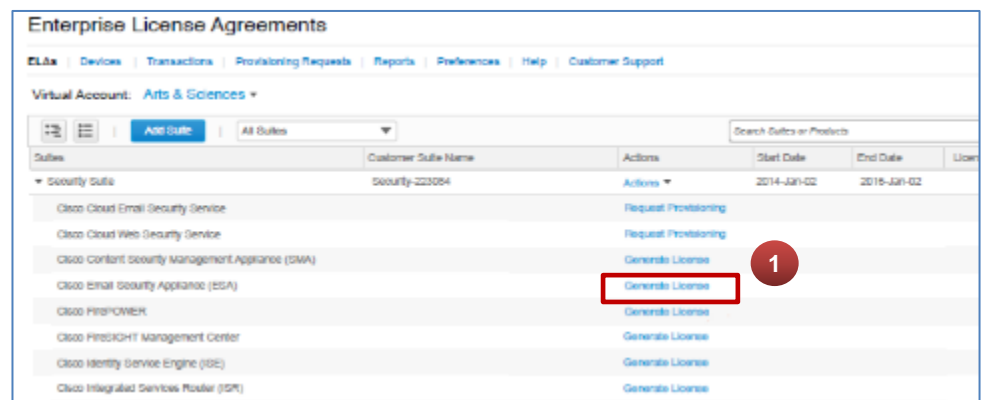 Enterprise License Agreements
ELAs | Devices | Transactions | Provisioning Requests | Reports | Preferences | Help | Customer Support
Virtual Account: Arts & Sciences
Add Suite | All Suites Search Suites or Products
Suites Customer Suite Name Actions Start Date End Date Licen
Security Suite Security-223084 Actions 2014-Jan-02 2016-Jan-02
Cisco Cloud Email Security Service Request Provisioning
Cisco Cloud Web Security Service Request Provisioning
Cisco Content Security Management Appliance (SMA) Generate License
1
Cisco Email Security Appliance (ESA) Generate License
Cisco FirePOWER Generate License
Cisco FireSIGHT Management Center Generate License
Cisco Identity Service Engine (ISE) Generate License
Cisco Integrated Services Router (ISR) Generate License